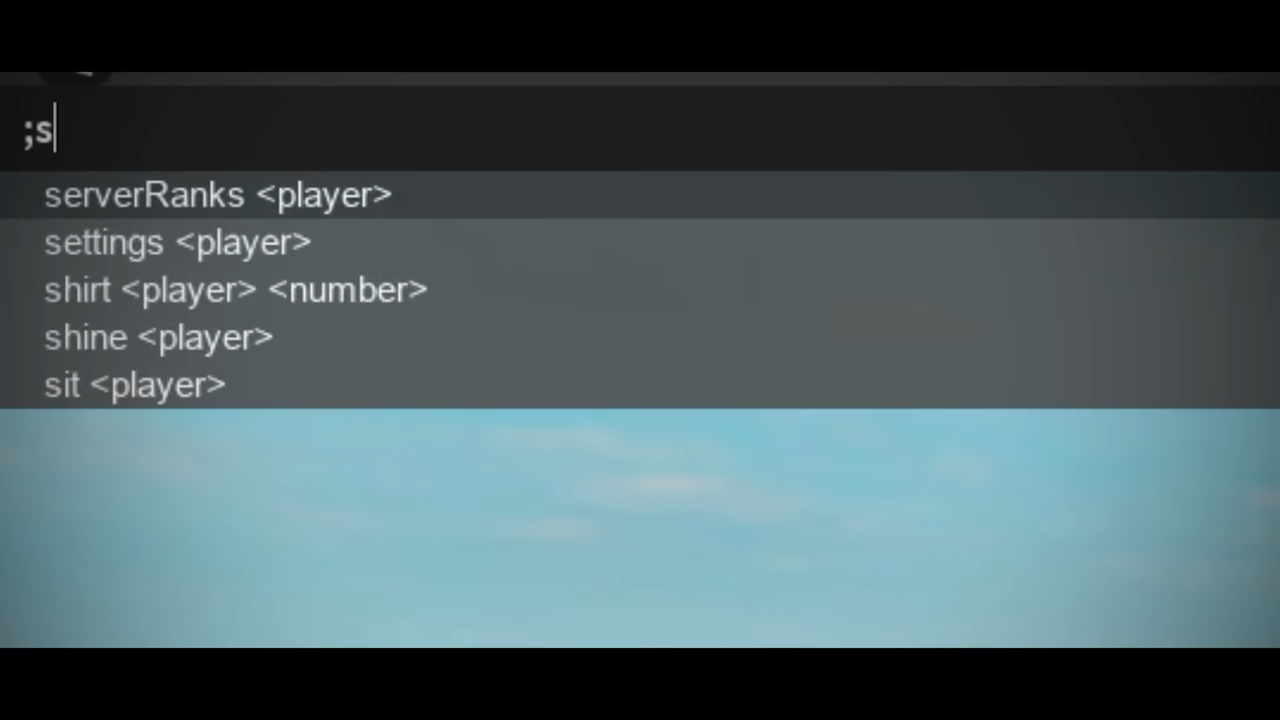 ;s
serverRanks <player>
settings <player>
shirt <player> <number>
shine <player>
sit <player>